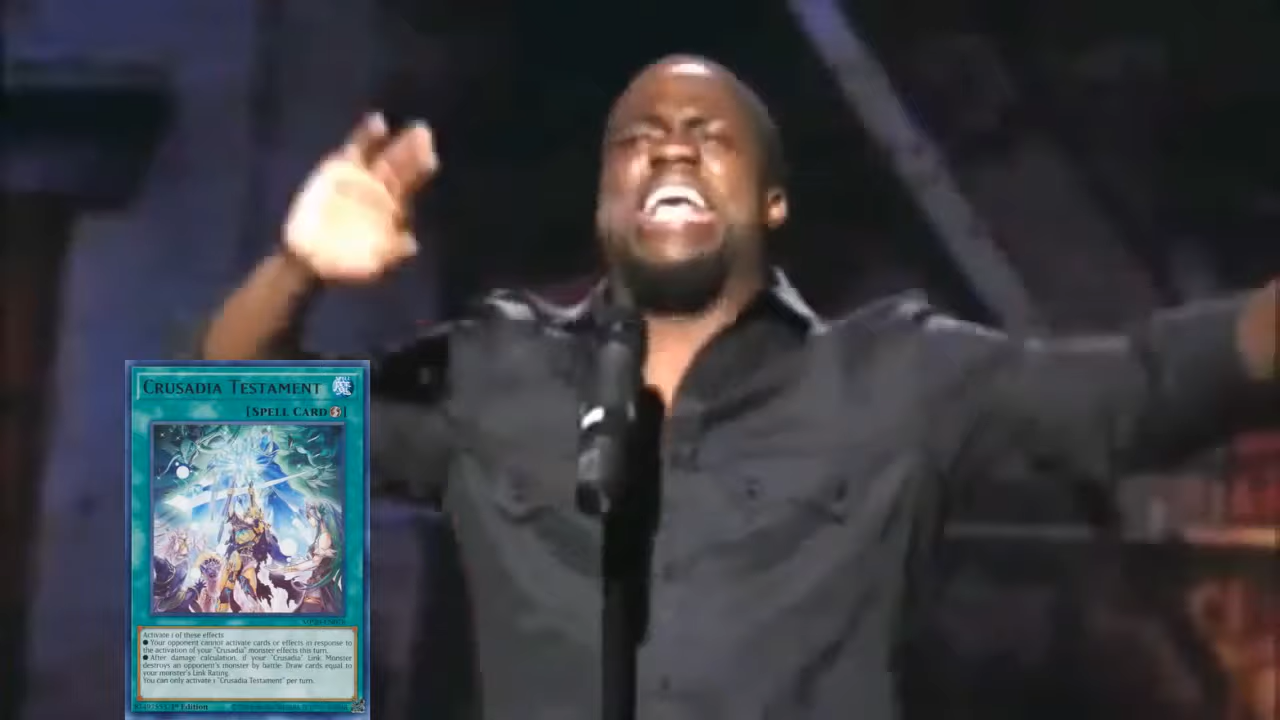 CRUSADIA TESTAMENT
[SPELL CARD]
Activate 1 of these effects
●Your opponent cannot activate cards or effects in response to
the activation of your "Crusadia" monster effects this turn.
●After damage calculation, if your "Crusadia" Link Monster
destroys an opponent's monster by battle: Draw cards equal to
your monster's Link Rating.
You can only activate 1 "Crusadia Testament" per turn.
1st Edition